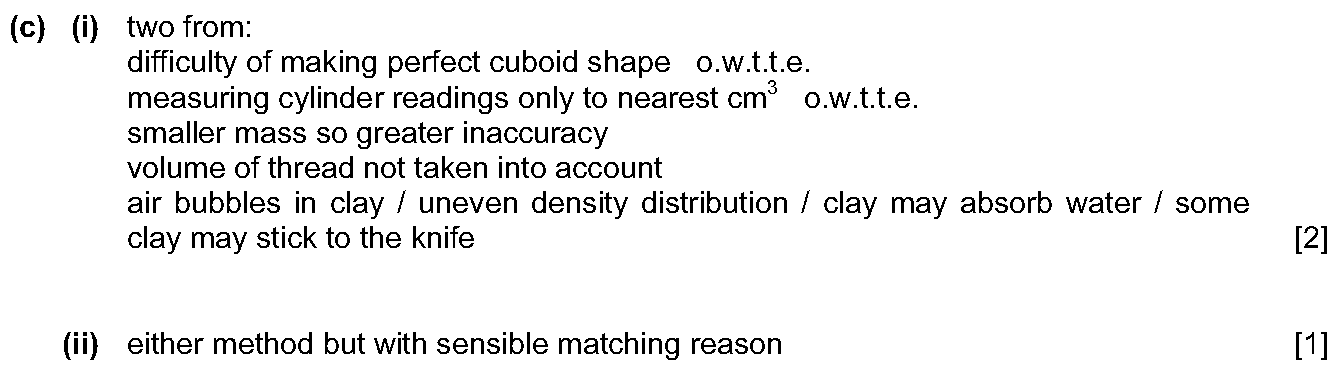 (c) (i) two from:
difficulty of making perfect cuboid shape o.w.t.t.e.
measuring cylinder readings only to nearest cm³ o.w.t.t.e.
smaller mass so greater inaccuracy
volume of thread not taken into account
air bubbles in clay / uneven density distribution / clay may absorb water / some
clay may stick to the knife [2]
(ii) either method but with sensible matching reason [1]